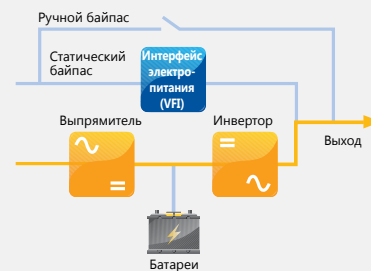 Ручной байпас
Статический
байпас
Интерфейс
электро-
питания
(VFI)
Выпрямитель
Инвертор
Выход
Батареи